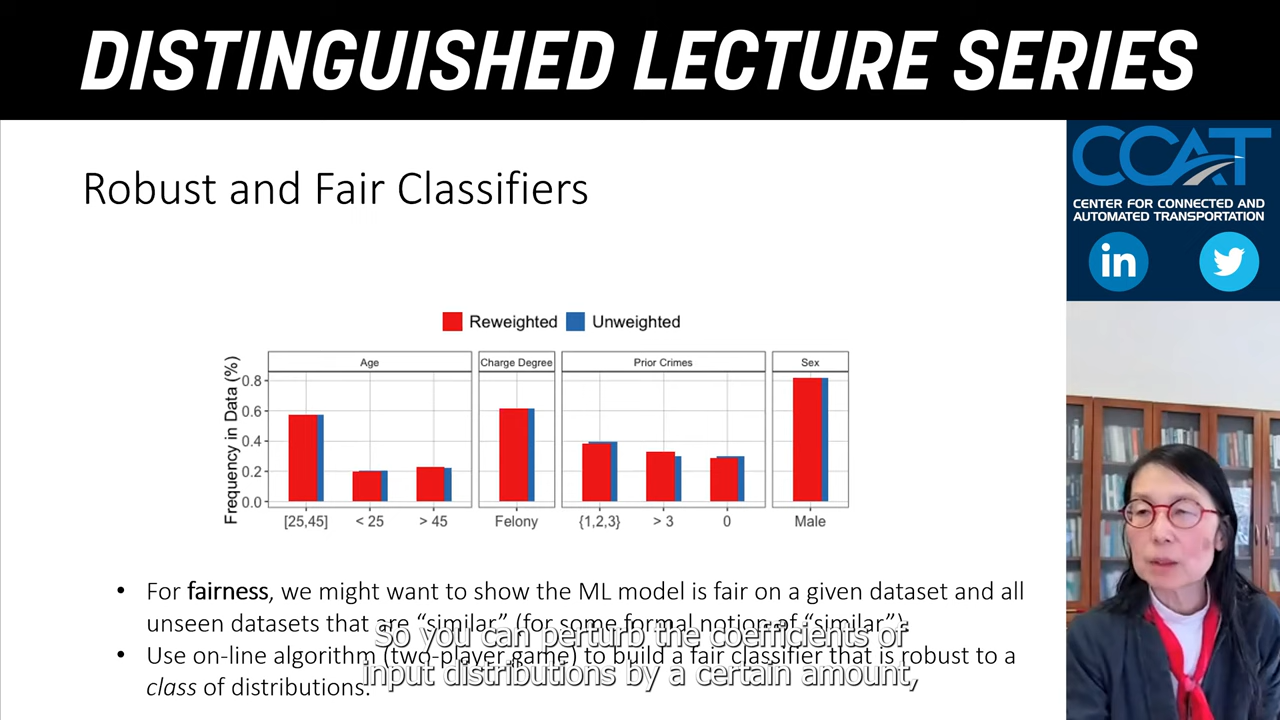 DISTINGUISHED LECTURE SERIES
CCAT
CENTER FOR CONNECTED AND
AUTOMATED TRANSPORTATION
in
Robust and Fair Classifiers
Reweighted Unweighted
Age Charge Degree Prior Crimes Sex
Frequency in Data (%)
0.8
0.6
0.4
0.2
0.0
[25,45] < 25 > 45 Felony {1,2,3} > 3 0 Male
• For fairness, we might want to show the ML model is fair on a given dataset and all
unseen datasets that are “similar” (for some formal notion of “similar”).
• Use on-line algorithm (two-player game) to build a fair classifier that is robust to a
class of distributions.
So you can perturb the coefficients of
input distributions by a certain amount,